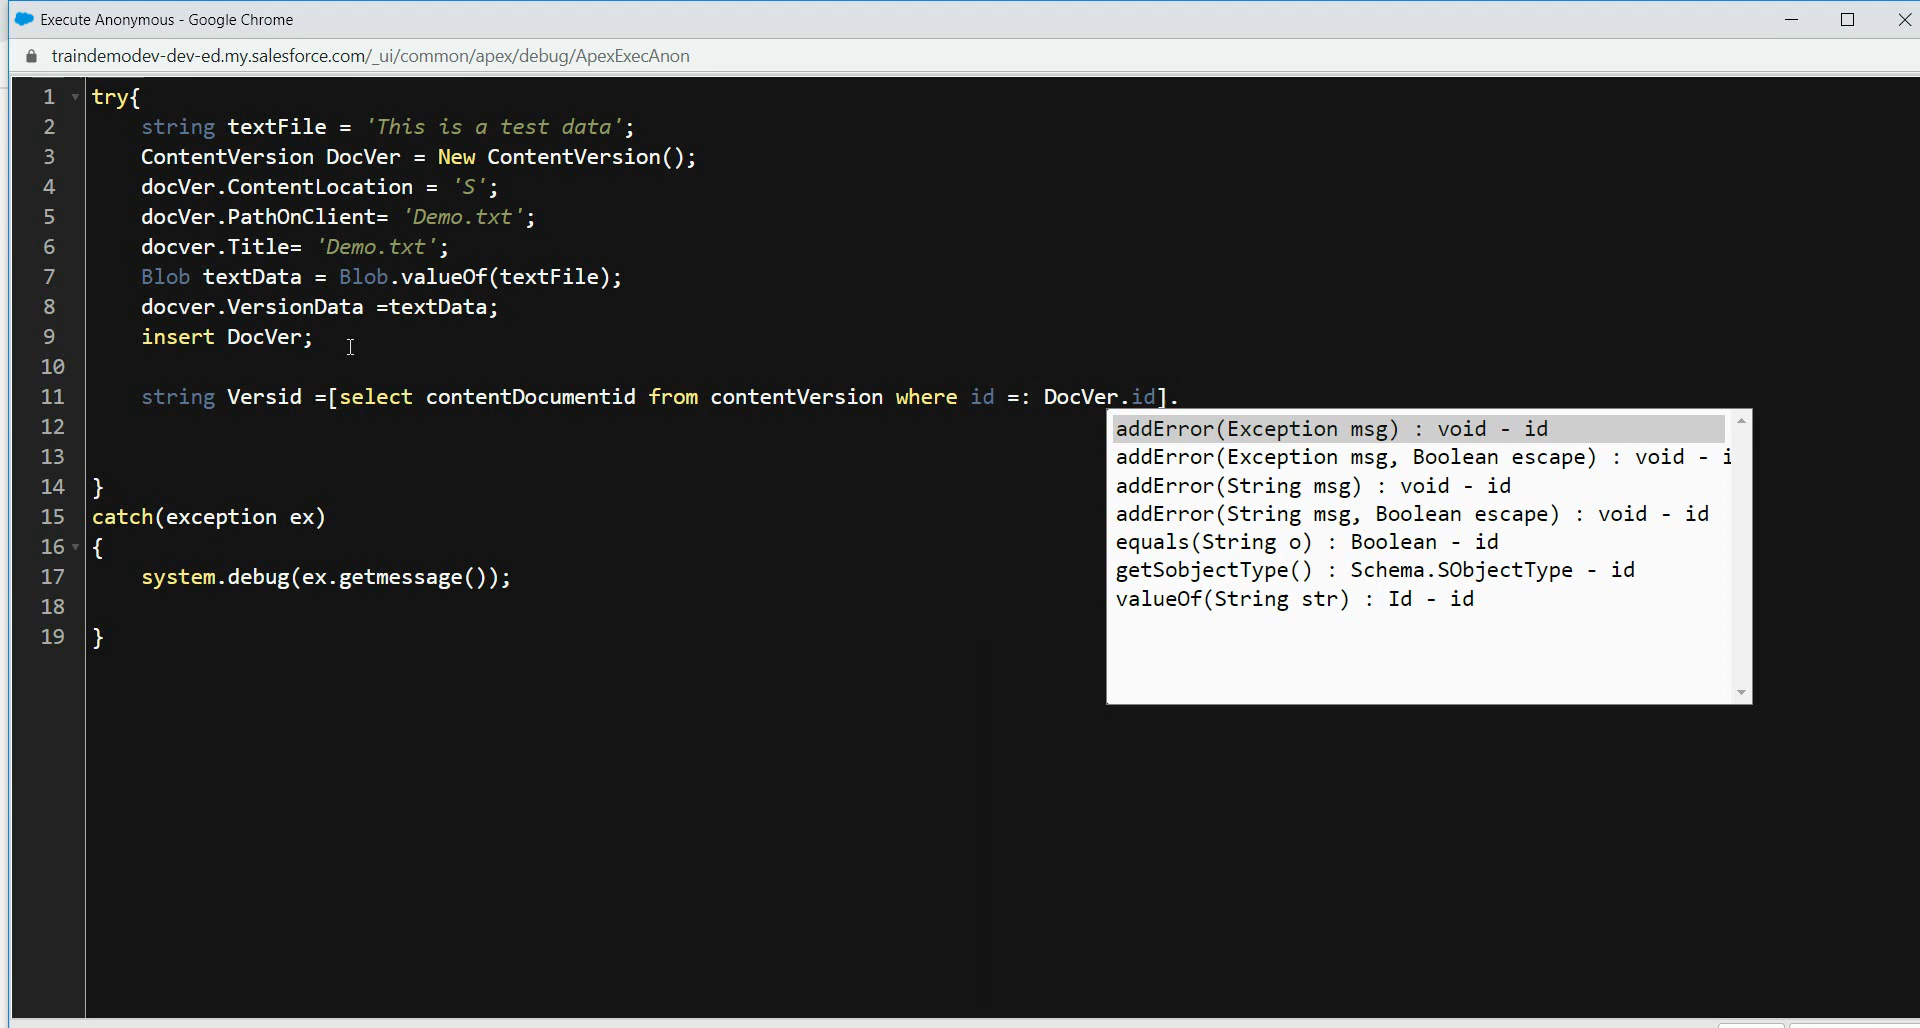 Execute Anonymous - Google Chrome
traindemodev-dev-ed.my.salesforce.com/_ui/common/apex/debug/ApexExecAnon
1 try{
2 string textFile = 'This is a test data';
3 ContentVersion DocVer = New ContentVersion();
4 docVer.ContentLocation = 'S';
5 docVer.PathOnClient= 'Demo.txt';
6 docver.Title= 'Demo.txt';
7 Blob textData = Blob.valueOf(textFile);
8 docver.VersionData =textData;
9 insert DocVer;
10
11 string Versid =[select contentDocumentid from contentVersion where id =: DocVer.id].
12
13
14 }
15 catch(exception ex)
16 {
17 system.debug(ex.getmessage());
18
19 }
addError(Exception msg) : void - id
addError(Exception msg, Boolean escape) : void - i
addError(String msg) : void - id
addError(String msg, Boolean escape) : void - id
equals(String o) : Boolean - id
getSobjectType() : Schema.SObjectType - id
valueOf(String str) : Id - id